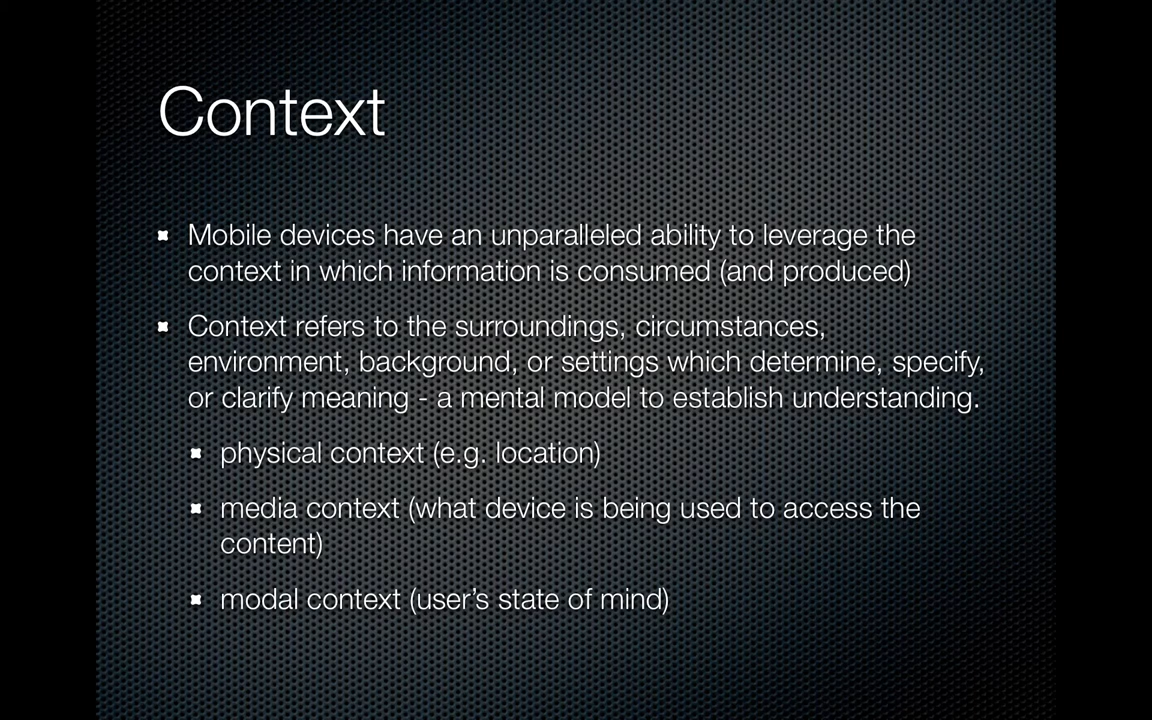 Context
Mobile devices have an unparalleled ability to leverage the
context in which information is consumed (and produced)
Context refers to the surroundings, circumstances,
environment, background, or settings which determine, specify,
or clarify meaning - a mental model to establish understanding.
physical context (e.g. location)
media context (what device is being used to access the
content)
modal context (user’s state of mind)